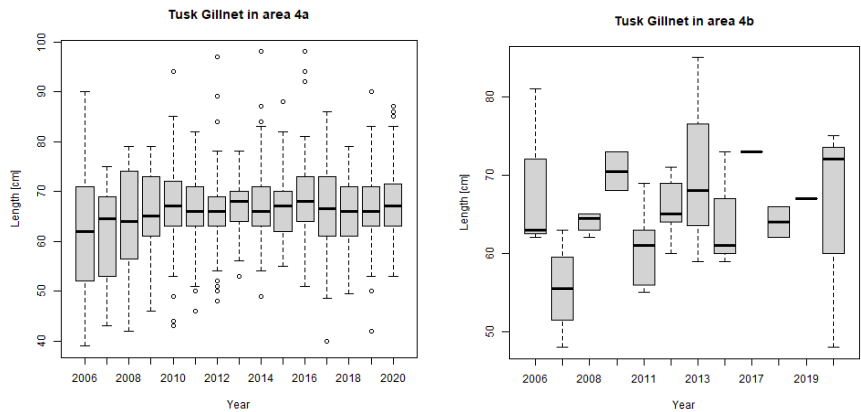 Tusk Gillnet in area 4a
Length [cm]
100
90
80
70
60
50
40
2006 2008 2010 2012 2014 2016 2018 2020
Year
Tusk Gillnet in area 4b
Length [cm]
80
70
60
50
2006 2008 2011 2013 2017 2019
Year